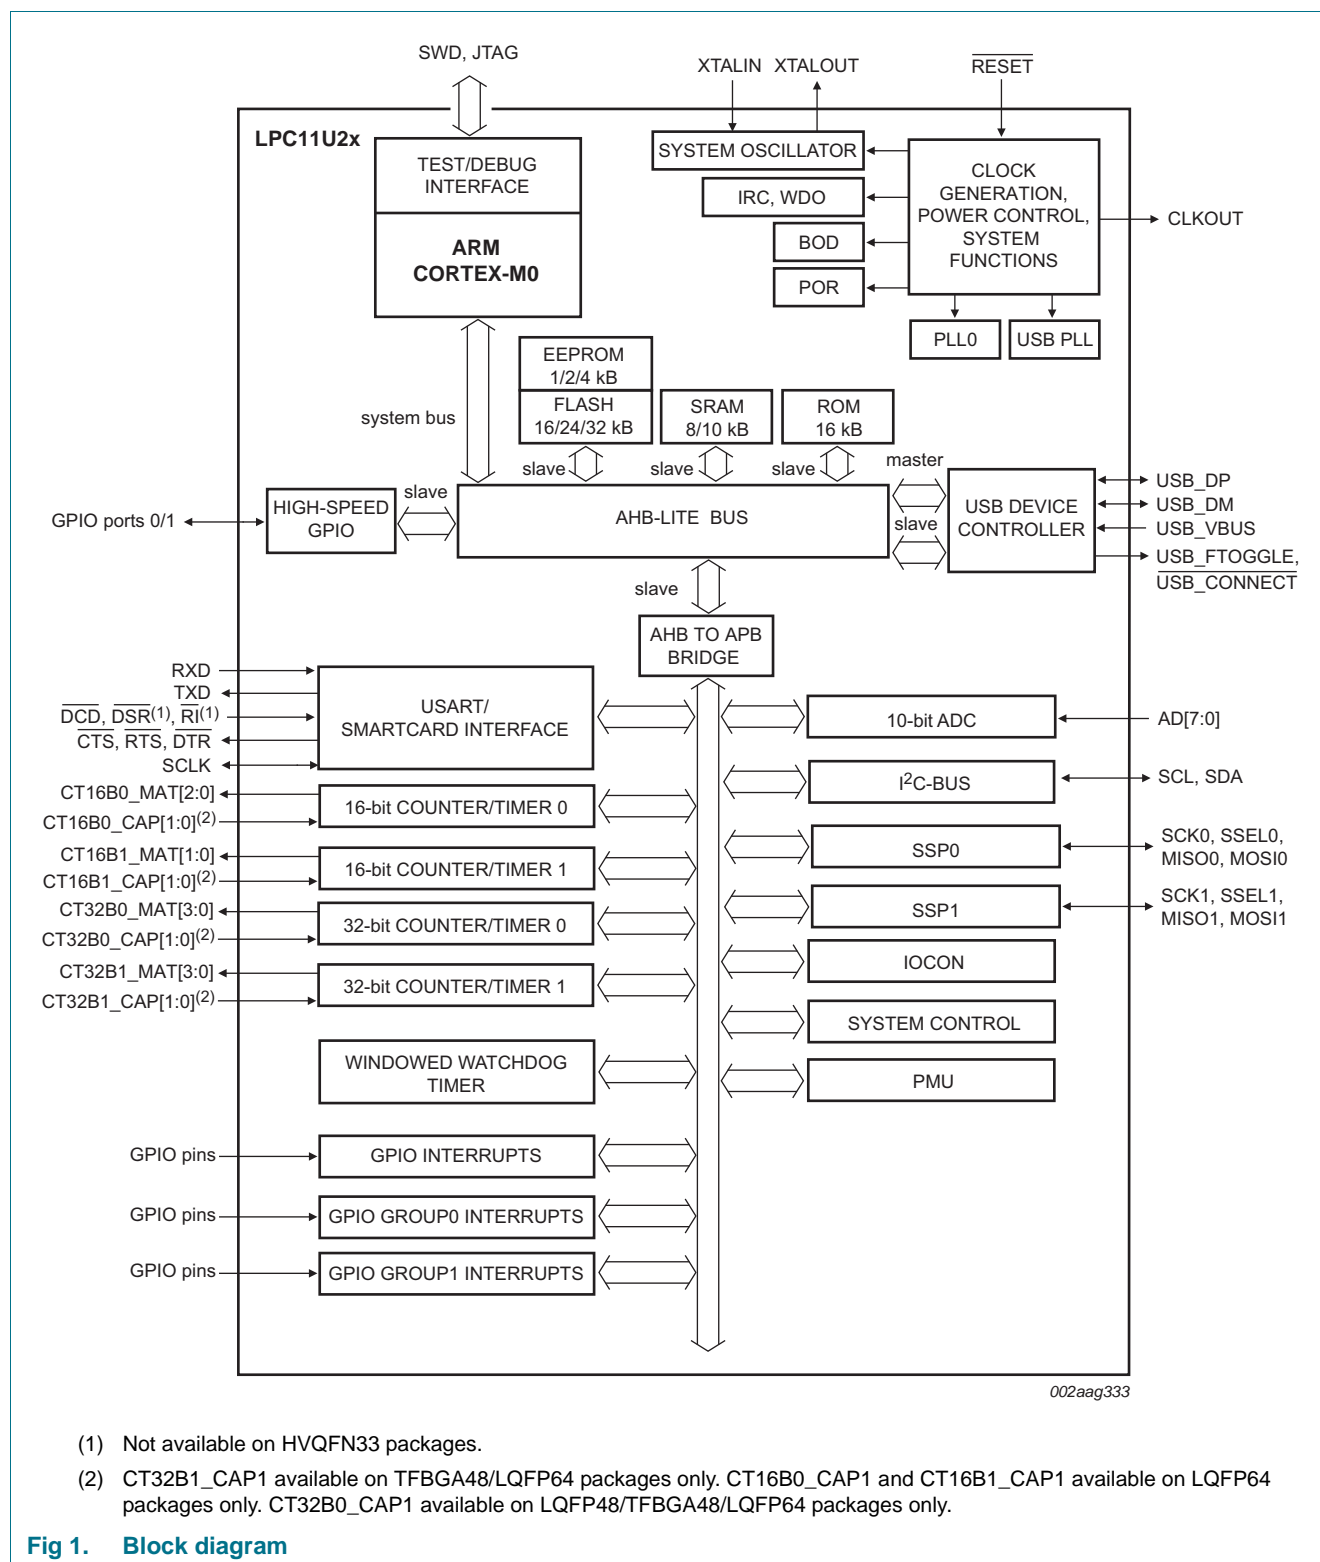 SWD, JTAG
XTALIN XTALOUT
RESET
LPC11U2x
TEST/DEBUG
INTERFACE
ARM
CORTEX-M0
SYSTEM OSCILLATOR
IRC, WDO
BOD
POR
CLOCK
GENERATION,
POWER CONTROL,
SYSTEM
FUNCTIONS
CLKOUT
PLL0
USB PLL
system bus
EEPROM
1/2/4 kB
FLASH
16/24/32 kB
SRAM
8/10 kB
ROM
16 kB
slave
slave
slave
master
slave
slave
GPIO ports 0/1
HIGH-SPEED
GPIO
AHB-LITE BUS
USB DEVICE
CONTROLLER
USB_DP
USB_DM
USB_VBUS
USB_FTOGGLE,
USB_CONNECT
slave
AHB TO APB
BRIDGE
RXD
TXD
DCD, DSR(1), RI(1)
CTS, RTS, DTR
SCLK
USART/
SMARTCARD INTERFACE
CT16B0_MAT[2:0]
CT16B0_CAP[1:0](2)
16-bit COUNTER/TIMER 0
CT16B1_MAT[1:0]
CT16B1_CAP[1:0](2)
16-bit COUNTER/TIMER 1
CT32B0_MAT[3:0]
CT32B0_CAP[1:0](2)
32-bit COUNTER/TIMER 0
CT32B1_MAT[3:0]
CT32B1_CAP[1:0](2)
32-bit COUNTER/TIMER 1
WINDOWED WATCHDOG
TIMER
GPIO pins
GPIO INTERRUPTS
GPIO pins
GPIO GROUP0 INTERRUPTS
GPIO pins
GPIO GROUP1 INTERRUPTS
10-bit ADC
AD[7:0]
I2C-BUS
SCL, SDA
SSP0
SCK0, SSEL0,
MISO0, MOSI0
SSP1
SCK1, SSEL1,
MISO1, MOSI1
IOCON
SYSTEM CONTROL
PMU
002aag333
(1) Not available on HVQFN33 packages.
(2) CT32B1_CAP1 available on TFBGA48/LQFP64 packages only. CT16B0_CAP1 and CT16B1_CAP1 available on LQFP64
packages only. CT32B0_CAP1 available on LQFP48/TFBGA48/LQFP64 packages only.
Fig 1. Block diagram